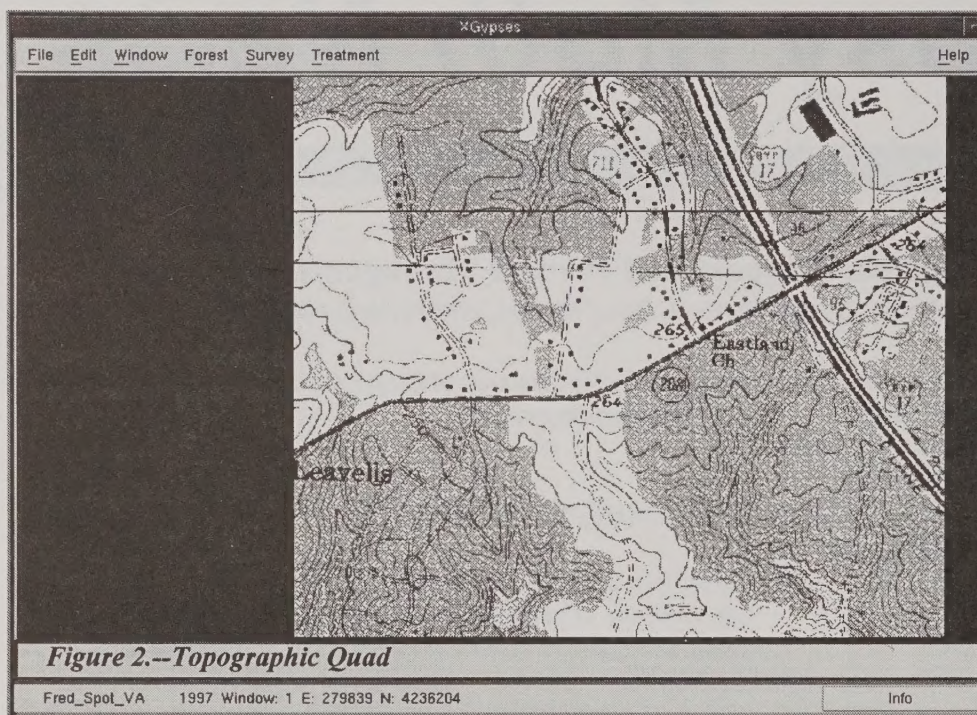 XGypses
File Edit Window Forest Survey Treatment Help
711
17
36
264
265
Eastland
Ch
208
264
17
Leavells
Figure 2.--Topographic Quad
Fred_Spot_VA 1997 Window: 1 E: 279839 N: 4236204 Info